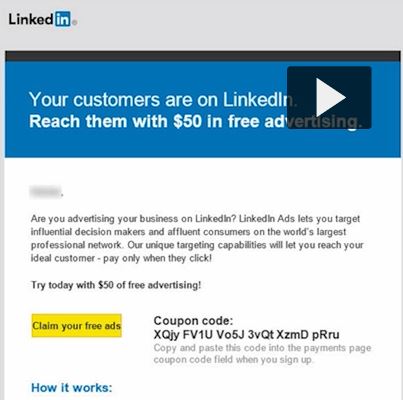 Linked in
Your customers are on LinkedIn.
Reach them with $50 in free advertising.
Are you advertising your business on LinkedIn? LinkedIn Ads lets you target
influential decision makers and affluent consumers on the world's largest
professional network. Our unique targeting capabilities will let you reach your
ideal customer - pay only when they click!
Try today with $50 of free advertising!
Claim your free ads
Coupon code:
XQjy FV1U Vo5J 3vQt XzmD pRru
Copy and paste this code into the payments page
coupon code field when you sign up.
How it works: